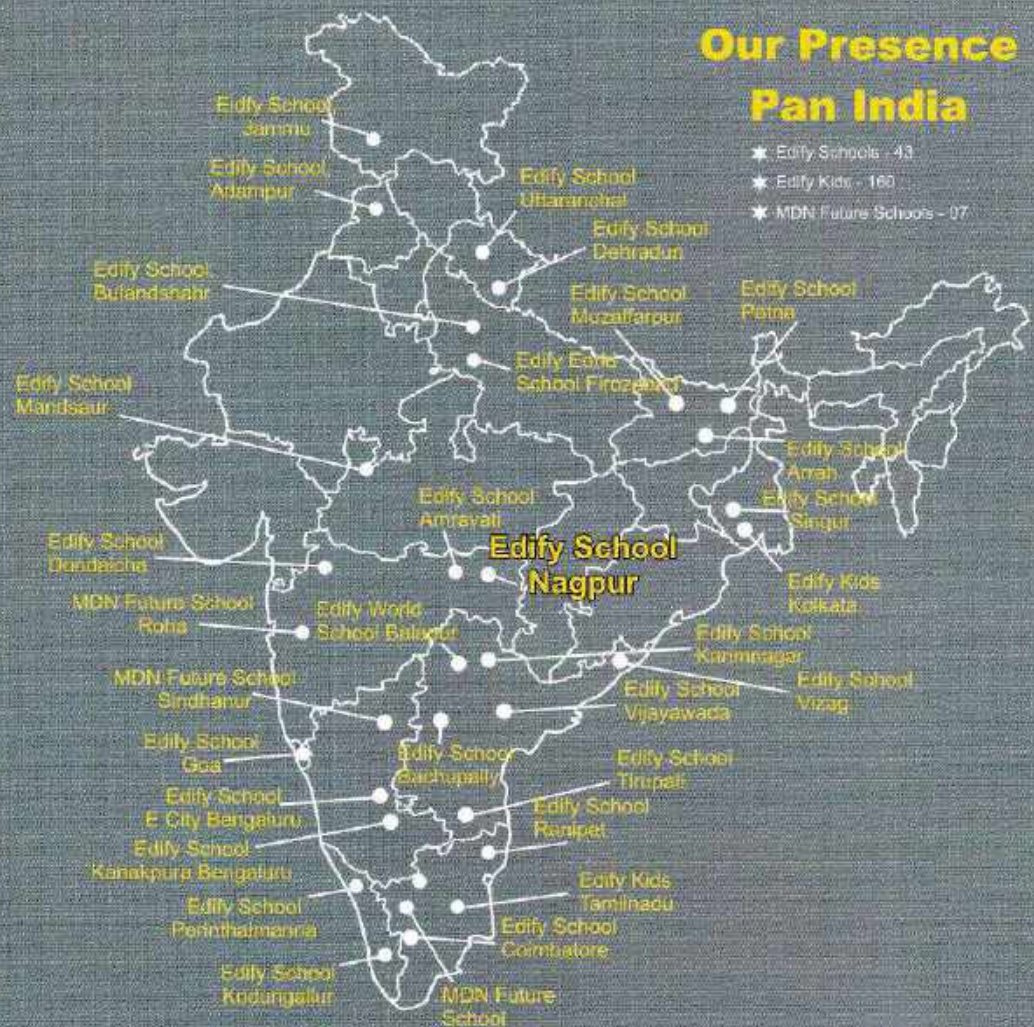 Our Presence
Pan India
Edify Schools - 43
Edify Kids - 160
MDN Future Schools - 07
Eidfy School
Jammu
Edify School
Adampur
Edify School
Uttaranchal
Edify School
Dehradun
Edify School
Bulandshahr
Edify School
Muzaffarpur
Edify School
Patna
Edify
School Firozabad
Edify School
Mandsaur
Edify School
Arrah
Edify School
Singur
Edify School
Amravati
Edify School
Nagpur
Edify School
Dondaicha
Edify Kids
Kolkata
MDN Future School
Roha
Edify World
School
Edify School
Karimnagar
MDN Future School
Sindhanur
Edify School
Vizag
Edify School
Vijayawada
Edify School
Goa
Edify School
Bachupally
Edify School
Tirupati
Edify School
E City Bengaluru
Edify School
Ranipet
Edify School
Kanakpura Bengaluru
Edify Kids
Tamilnadu
Edify School
Perinthalmanna
Edify School
Coimbatore
Edify School
Kodungallur
MDN Future
School